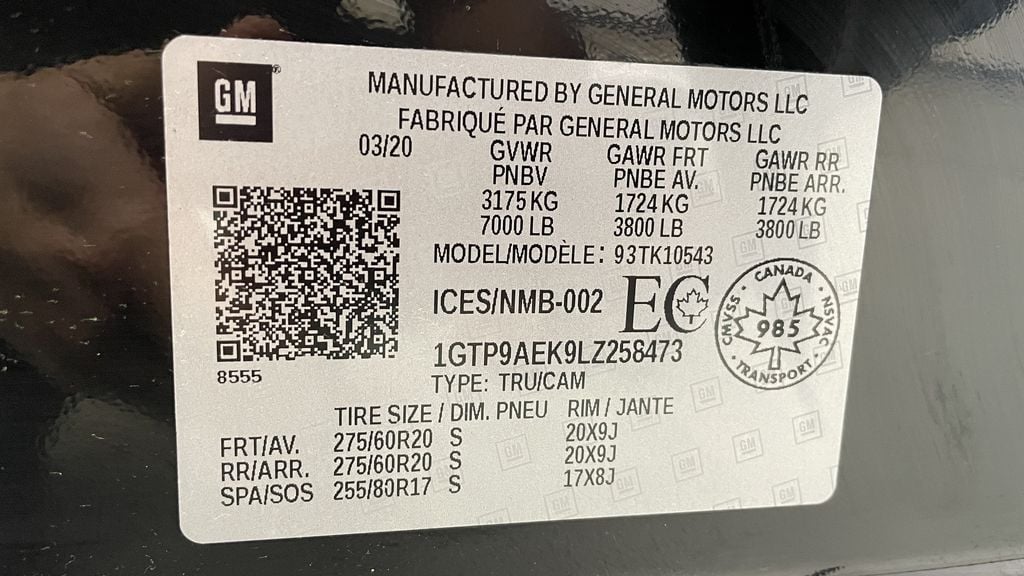 GM
MANUFACTURED BY GENERAL MOTORS LLC
FABRIQUÉ PAR GENERAL MOTORS LLC
03/20
GVWR GAWR FRT GAWR RR
PNBV PNBE AV. PNBE ARR.
3175 KG 1724 KG 1724 KG
7000 LB 3800 LB 3800 LB
MODEL/MODÈLE: 93TK10543
ICES/NMB-002 EC
CANADA
CMVSS NSVAC
985
TRANSPORT
1GTP9AEK9LZ258473
8555
TYPE: TRU/CAM
TIRE SIZE / DIM. PNEU RIM / JANTE
FRT/AV. 275/60R20 S 20X9J
RR/ARR. 275/60R20 S 20X9J
SPA/SOS 255/80R17 S 17X8J